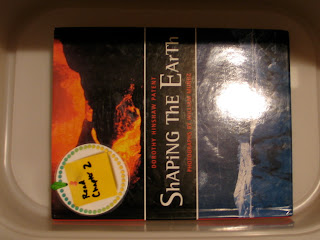 SHAPING THE EARTH
DOROTHY HINSHAW PATENT
PHOTOGRAPHS BY WILLIAM MUÑOZ
Read
Chapter 2